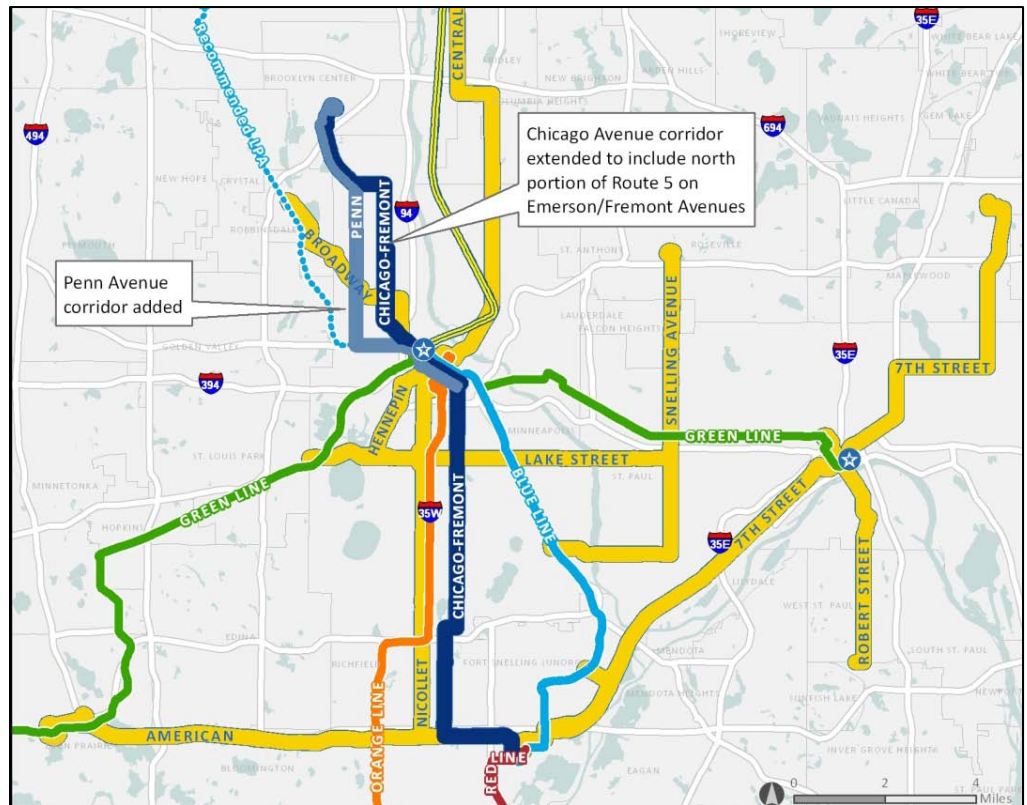 35E
SHOREVIEW
WHITE BEAR LAKE
Recommended LPA
CENTRAL
BROOKLYN CENTER
NEW BRIGHTON
ARDEN HILLS
COLUMBIA HEIGHTS
494
Chicago Avenue corridor
extended to include north
portion of Route 5 on
Emerson/Fremont Avenues
694
VADNAIS HEIGHTS
GEM LAKE
NEW HOPE
CRYSTAL
94
LITTLE CANADA
ROBBINSDALE
PLYMOUTH
PENN
CHICAGO-FREMONT
BROADWAY
ST. ANTHONY
ROSEVILLE
MAPLEWOOD
Penn Avenue
corridor added
LAUDERDALE
FALCON HEIGHTS
SNELLING AVENUE
GOLDEN VALLEY
394
35E
7TH STREET
HENNEPIN
MINNEAPOLIS
GREEN LINE
ST. LOUIS PARK
LAKE STREET
ST. PAUL
MINNETONKA
GREEN LINE
BLUE LINE
35W
HOPKINS
7TH STREET
35E
CHICAGO-FREMONT
LILYDALE
ROBERT STREET
WEST ST. PAUL
EDINA
RICHFIELD
NICOLLET
MENDOTA
SOUTH ST. PAUL
MENDOTA HEIGHTS
SUNFISH LAKE
NEWPORT
ORANGE LINE
AMERICAN
RED LINE
INVER GROVE HEIGHTS
BLOOMINGTON
EAGAN
0 2 4
Miles
ST. PAUL PARK